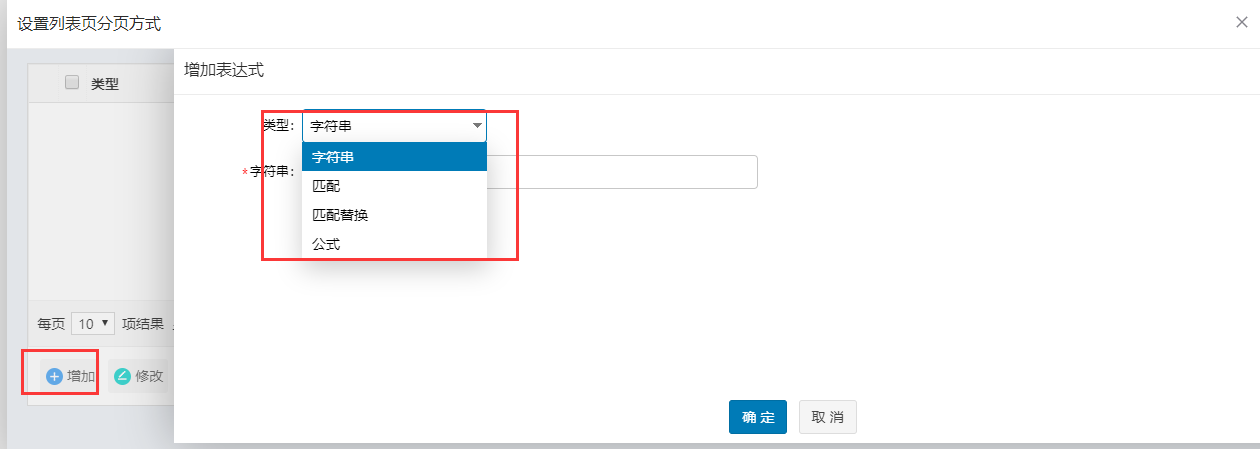 设置列表页分页方式
增加表达式
类型
类型: 字符串
*字符串:
字符串
匹配
匹配替换
公式
每页 10 项结果
增加 修改
确 定 取 消